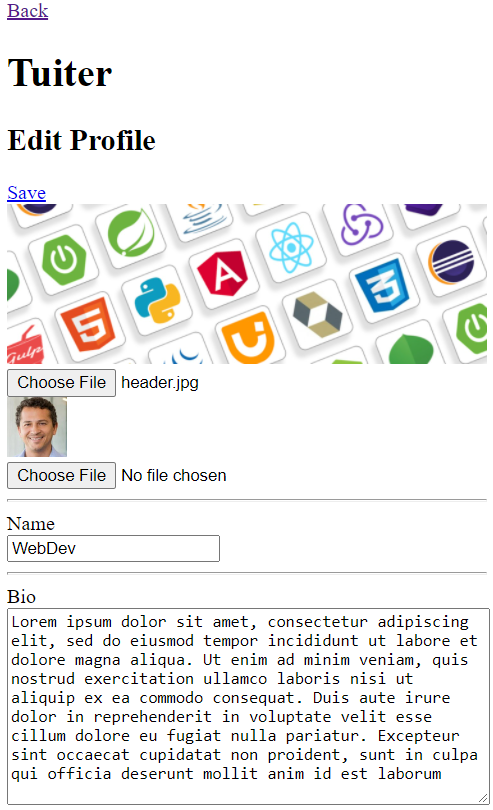 Back
Tuiter
Edit Profile
Save
Gulp
5
3
Choose File header.jpg
Choose File No file chosen
Name
WebDev
Bio
Lorem ipsum dolor sit amet, consectetur adipiscing
elit, sed do eiusmod tempor incididunt ut labore et
dolore magna aliqua. Ut enim ad minim veniam, quis
nostrud exercitation ullamco laboris nisi ut
aliquip ex ea commodo consequat. Duis aute irure
dolor in reprehenderit in voluptate velit esse
cillum dolore eu fugiat nulla pariatur. Excepteur
sint occaecat cupidatat non proident, sunt in culpa
qui officia deserunt mollit anim id est laborum